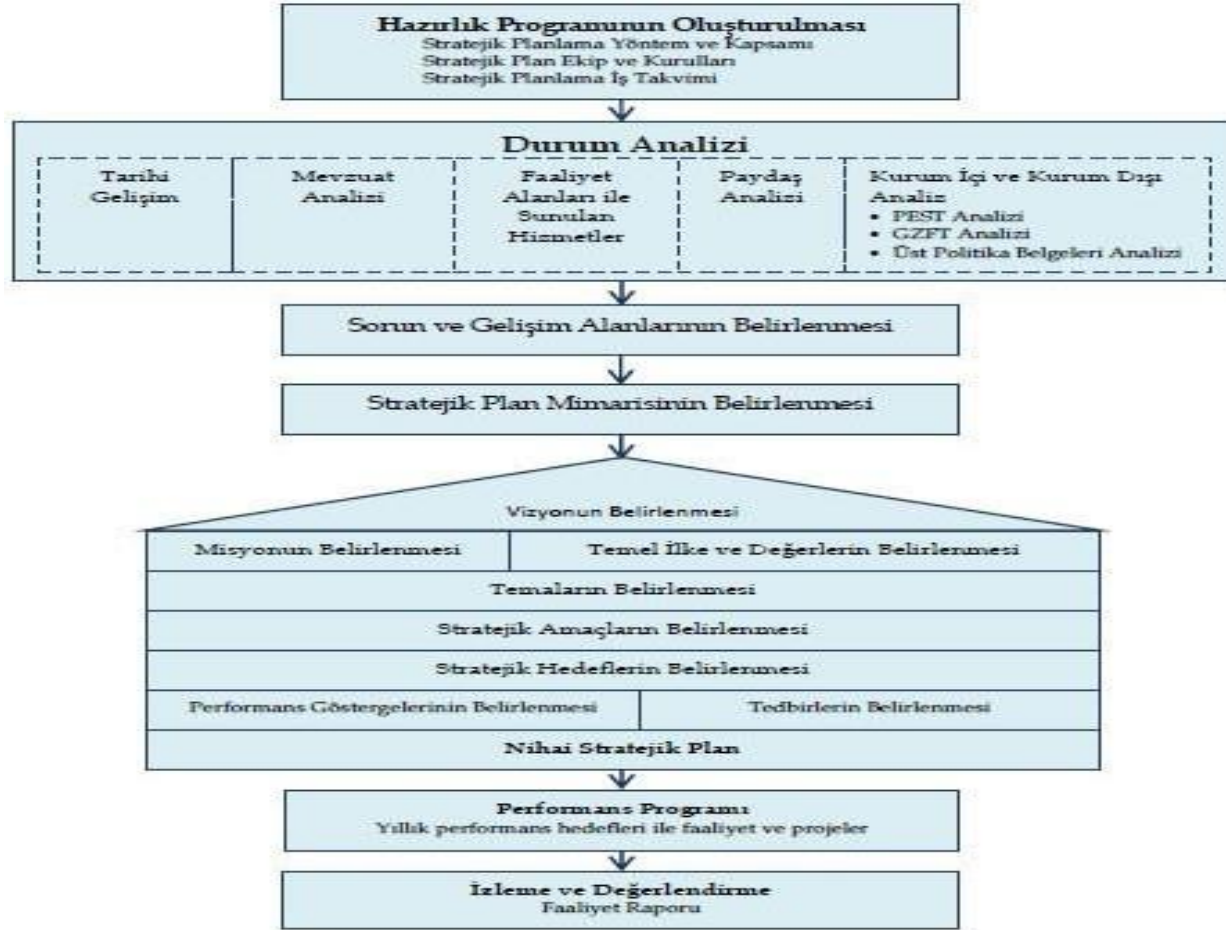 Hazırlık Programının Oluşturulması
Stratejik Planlama Yöntem ve Kapsamı
Stratejik Plan Ekip ve Kurulları
Stratejik Planlama İş Takvimi
Durum Analizi
Tarihi
Gelişim
Mevzuat
Analizi
Faaliyet
Alanları ile
Sunulan
Hizmetler
Paydaş
Analizi
Kurum İçi ve Kurum Dışı
Analiz
• PEST Analizi
• GZFT Analizi
• Üst Politika Belgeleri Analizi
Sorun ve Gelişim Alanlarının Belirlenmesi
Stratejik Plan Mimarisinin Belirlenmesi
Vizyonun Belirlenmesi
Misyonun Belirlenmesi
Temel İlke ve Değerlerin Belirlenmesi
Temaların Belirlenmesi
Stratejik Amaçların Belirlenmesi
Stratejik Hedeflerin Belirlenmesi
Performans Göstergelerinin Belirlenmesi
Tedbirlerin Belirlenmesi
Nihai Stratejik Plan
Performans Programı
Yıllık performans hedefleri ile faaliyet ve projeler
İzleme ve Değerlendirme
Faaliyet Raporu